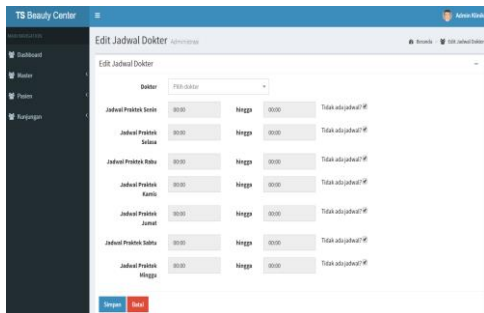 TS Beauty Center
Admin Klinik
Edit Jadwal Dokter
Beranda
Edit Jadwal Dokter
Dashboard
Master
Pasien
Kunjungan
Edit Jadwal Dokter
Dokter
Pilih dokter
Jadwal Praktek Senin 00:00 hingga 00:00 Tidak ada jadwal?
Jadwal Praktek
Selasa
00:00 hingga 00:00 Tidak ada jadwal?
Jadwal Praktek Rabu 00:00 hingga 00:00 Tidak ada jadwal?
Jadwal Praktek
Kamis
00:00 hingga 00:00 Tidak ada jadwal?
Jadwal Praktek
Jumat
00:00 hingga 00:00 Tidak ada jadwal?
Jadwal Praktek Sabtu 00:00 hingga 00:00 Tidak ada jadwal?
Jadwal Praktek
Minggu
00:00 hingga 00:00 Tidak ada jadwal?
Simpan Batal